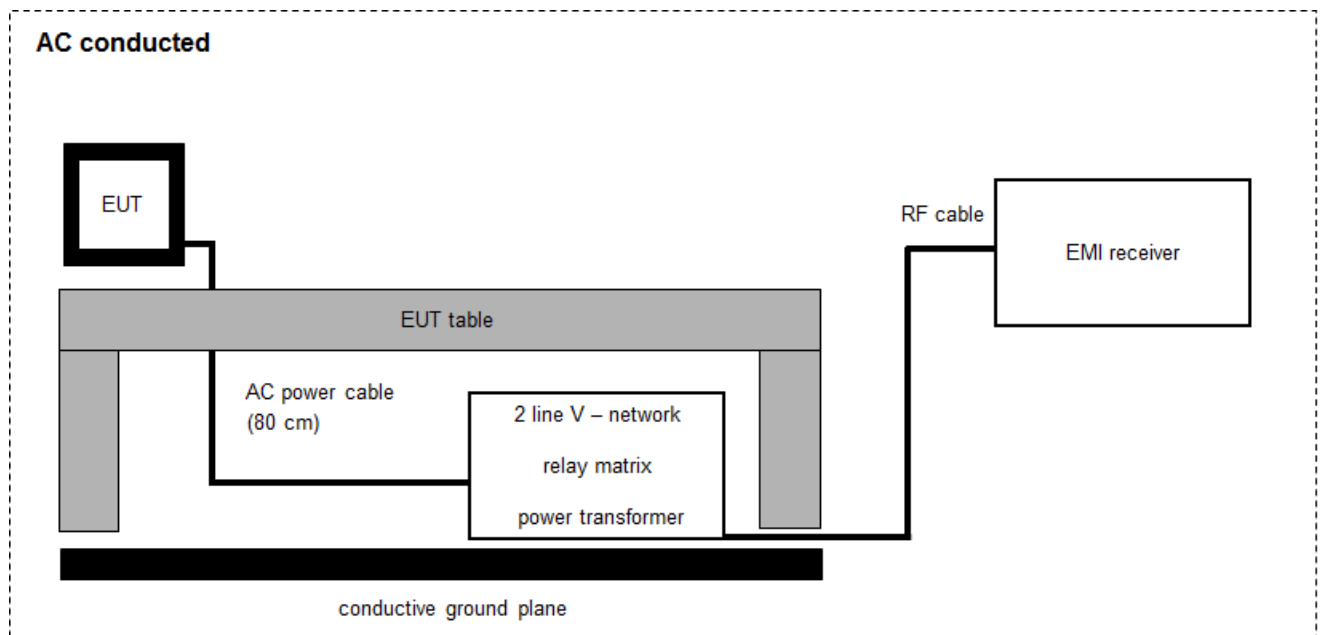 AC conducted
EUT
RF cable
EMI receiver
EUT table
AC power cable
(80 cm)
2 line V – network
relay matrix
power transformer
conductive ground plane